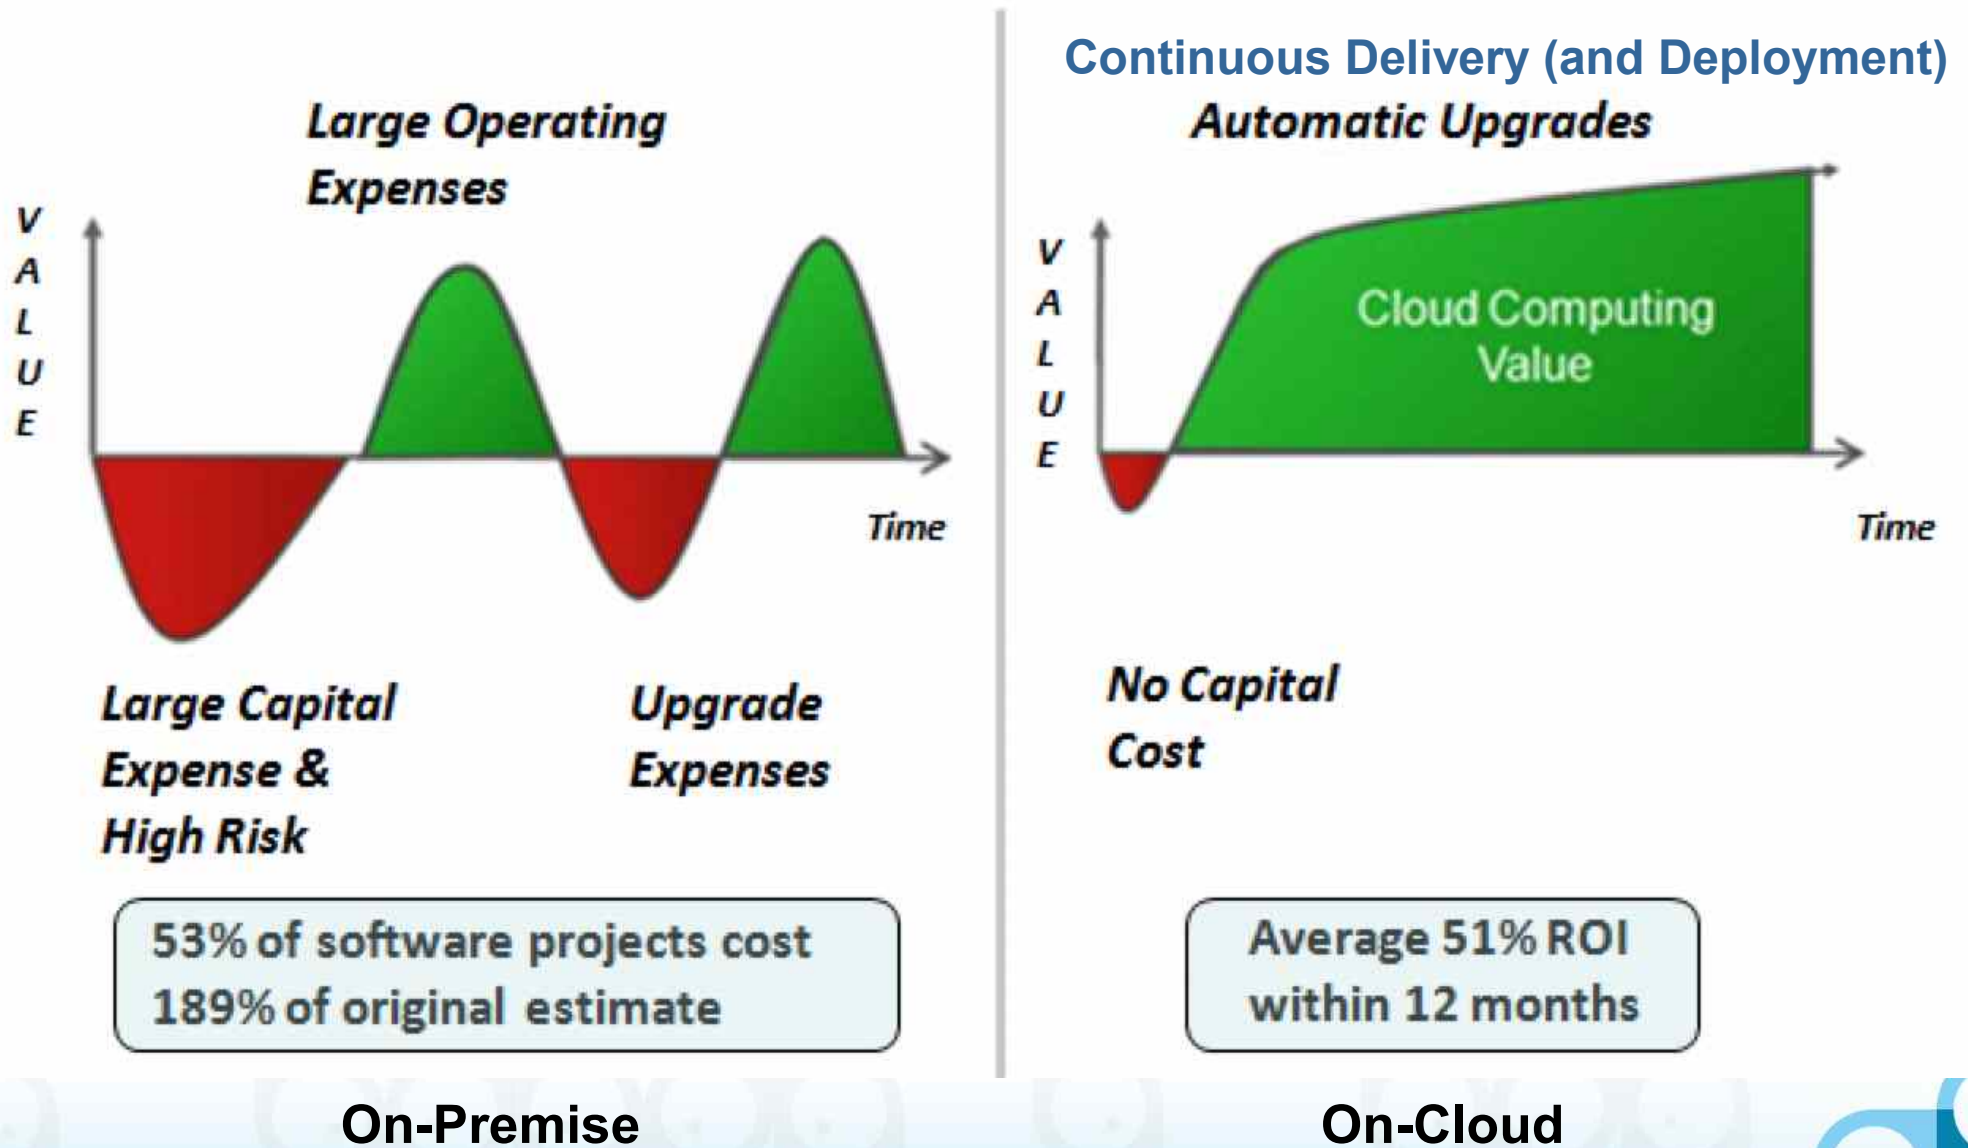 Large Operating
Expenses
VALUE
Time
Large Capital
Expense &
High Risk
Upgrade
Expenses
53% of software projects cost
189% of original estimate
On-Premise
Continuous Delivery (and Deployment)
Automatic Upgrades
VALUE
Cloud Computing
Value
Time
No Capital
Cost
Average 51% ROI
within 12 months
On-Cloud